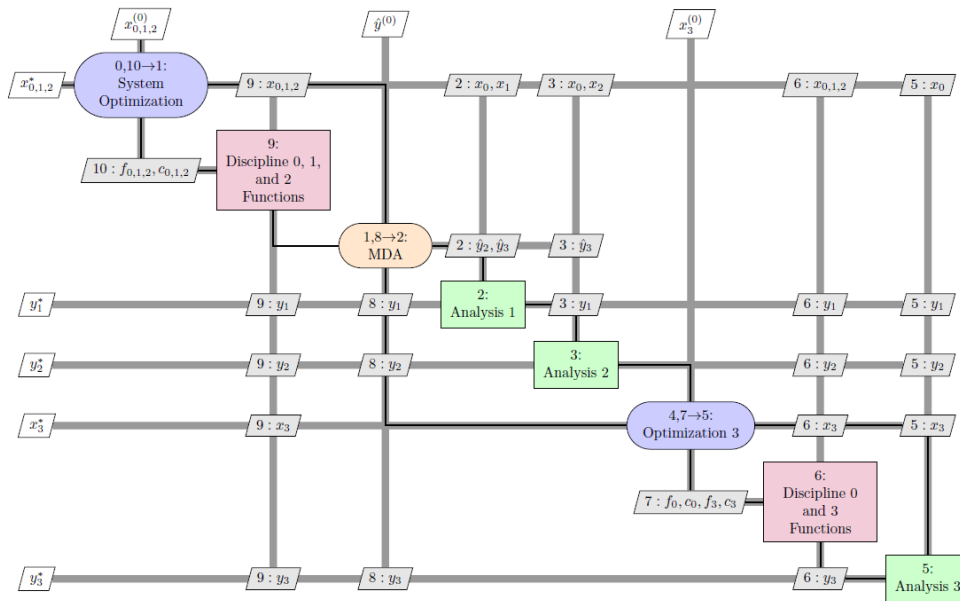 x_{0,1,2}^{(0)}
ŷ^{(0)}
x_3^{(0)}
x_{0,1,2}^*
0,10→1:
System
Optimization
9 : x_{0,1,2}
2 : x_0, x_1
3 : x_0, x_2
6 : x_{0,1,2}
5 : x_0
10 : f_{0,1,2}, c_{0,1,2}
9:
Discipline 0, 1,
and 2
Functions
1,8→2:
MDA
2 : ŷ_2, ŷ_3
3 : ŷ_3
y_1^*
9 : y_1
8 : y_1
2:
Analysis 1
3 : y_1
6 : y_1
5 : y_1
y_2^*
9 : y_2
8 : y_2
3:
Analysis 2
6 : y_2
5 : y_2
x_3^*
9 : x_3
4,7→5:
Optimization 3
6 : x_3
5 : x_3
7 : f_0, c_0, f_3, c_3
6:
Discipline 0
and 3
Functions
y_3^*
9 : y_3
8 : y_3
6 : y_3
5:
Analysis 3